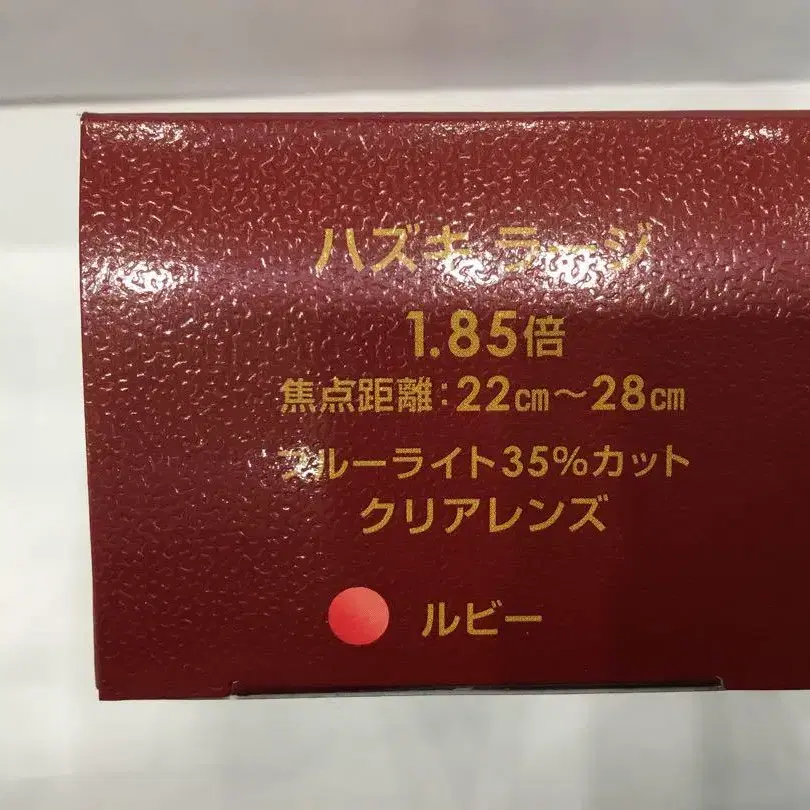 ハズキ ラージ
1.85倍
焦点距離:22㎝〜28㎝
ブルーライト35%カット
クリアレンズ
ルビー